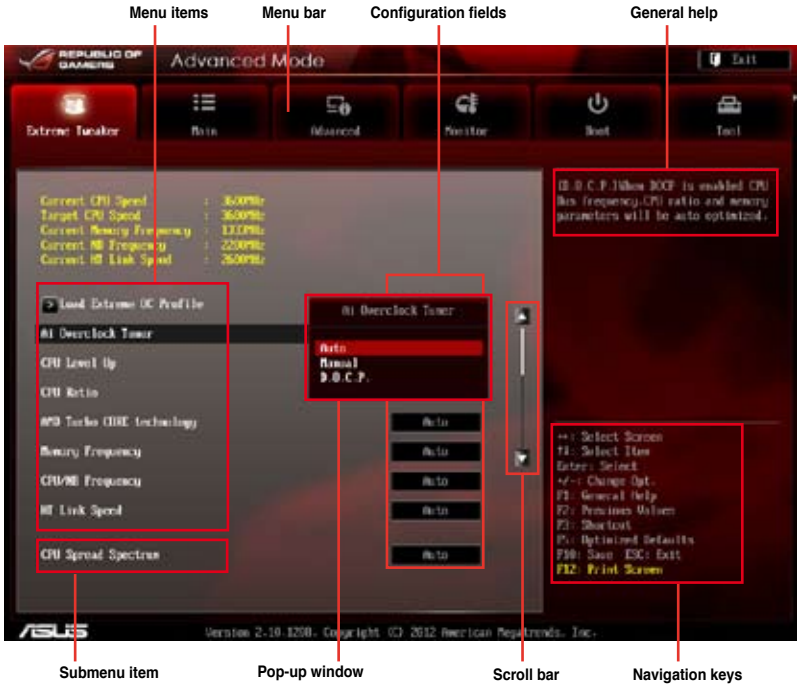 Menu items Menu bar Configuration fields General help
REPUBLIC OF GAMERS Advanced Mode Exit
Extreme Tweaker Main Advanced Monitor Boot Tool
Current CPU Speed : 3600MHz
Target CPU Speed : 3600MHz
Current Memory Frequency : 1333MHz
Current NB Frequency : 2200MHz
Current HT Link Speed : 2600MHz
[D.O.C.P.]When DOCP is enabled CPU
Bus frequency,CPU ratio and memory
parameters will be auto optimized.
> Load Extreme OC Profile
Ai Overclock Tuner
CPU Level Up
CPU Ratio
AMD Turbo CORE technology Auto
Memory Frequency Auto
CPU/NB Frequency Auto
HT Link Speed Auto
CPU Spread Spectrum Auto
Ai Overclock Tuner
Auto
Manual
D.O.C.P.
→←: Select Screen
↑↓: Select Item
Enter: Select
+/-: Change Opt.
F1: General Help
F2: Previous Values
F3: Shortcut
F5: Optimized Defaults
F10: Save ESC: Exit
F12: Print Screen
ASUS Version 2.10.1208. Copyright (C) 2012 American Megatrends, Inc.
Submenu item Pop-up window Scroll bar Navigation keys